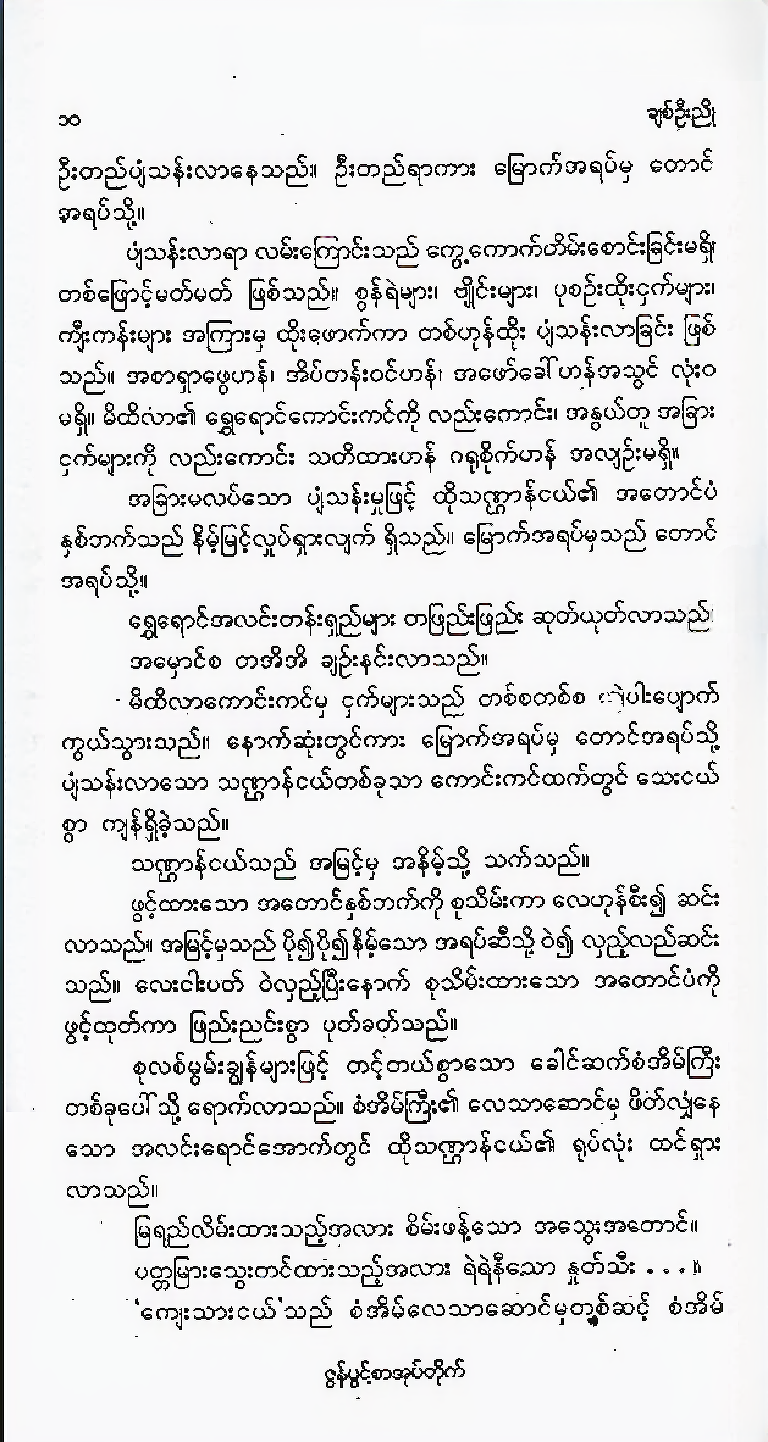 ၁၀
ချစ်ဦးညို
ဦးတည်ပျံသန်းလာနေသည်။ ဦးတည်ရာကား မြောက်အရပ်မှ တောင်
အရပ်သို့။
ပျံသန်းလာရာ လမ်းကြောင်းသည် ကွေ့ကောက်တိမ်းစောင်းခြင်းမရှိ၊
တစ်ဖြောင့်မတ်မတ် ဖြစ်သည်။ စွန်ရဲများ၊ ဗျိုင်းများ၊ ပုစဉ်းထိုးငှက်များ၊
ကျီးကန်းများ အကြားမှ ထိုးဖောက်ကာ တစ်ဟုန်ထိုး ပျံသန်းလာခြင်း ဖြစ်
သည်။ အစာရှာဖွေဟန်၊ အိပ်တန်းဝင်ဟန်၊ အဖော်ခေါ်ဟန်အသွင် လုံးဝ
မရှိ။ မိထိလာ၏ ရွှေရောင်ကောင်းကင်ကို လည်းကောင်း၊ အနွယ်တူ အခြား
ငှက်များကို လည်းကောင်း သတိထားဟန် ဂရုစိုက်ဟန် အလျဉ်းမရှိ။
အခြားမလပ်သော ပျံသန်းမှုဖြင့် ထိုသဏ္ဌာန်ငယ်၏ အတောင်ပံ
နှစ်ဘက်သည် နိမ့်မြင့်လှုပ်ရှားလျက် ရှိသည်။ မြောက်အရပ်မှသည် တောင်
အရပ်သို့။
ရွှေရောင်အလင်းတန်းရှည်များ တဖြည်းဖြည်း ဆုတ်ယုတ်လာသည်၊
အမှောင်စ တအိအိ ချဉ်းနင်းလာသည်။
မိထိလာကောင်းကင်မှ ငှက်များသည် တစ်စတစ်စ ပါးပျောက်
ကွယ်သွားသည်။ နောက်ဆုံးတွင်ကား မြောက်အရပ်မှ တောင်အရပ်သို့
ပျံသန်းလာသော သဏ္ဌာန်ငယ်တစ်ခုသာ ကောင်းကင်ထက်တွင် သေးငယ်
စွာ ကျန်ရှိခဲ့သည်။
သဏ္ဌာန်ငယ်သည် အမြင့်မှ အနိမ့်သို့ သက်သည်။
ဖွင့်ထားသော အတောင်နှစ်ဘက်ကို စုသိမ်းကာ လေဟုန်စီး၍ ဆင်း
လာသည်။ အမြင့်မှသည် ပို၍ပို၍နိမ့်သော အရပ်ဆီသို့ ဝဲ၍ လှည့်လည်ဆင်း
သည်။ လေးငါးပတ် ဝဲလှည့်ပြီးနောက် စုသိမ်းထားသော အတောင်ပံကို
ဖွင့်ထုတ်ကာ ဖြည်းညင်းစွာ ပုတ်ခတ်သည်။
စုလစ်မွမ်းချွန်များဖြင့် တင့်တယ်စွာသော ခေါင်ဆက်စံအိမ်ကြီး
တစ်ခုပေါ်သို့ ရောက်လာသည်။ စံအိမ်ကြီး၏ လေသာဆောင်မှ ဖိတ်လျှံနေ
သော အလင်းရောင်အောက်တွင် ထိုသဏ္ဌာန်ငယ်၏ ရုပ်လုံး ထင်ရှား
လာသည်။
မြရည်လိမ်းထားသည့်အလား စိမ်းဖန့်သော အသွေးအတောင်။
ပတ္တမြားသွေးတင်ထားသည့်အလား ရဲရဲနီသော နှုတ်သီး . . . ။
'ကျေးသားငယ်'သည် စံအိမ်လေသာဆောင်မှတစ်ဆင့် စံအိမ်
ဇွန်ပွင့်စာအုပ်တိုက်